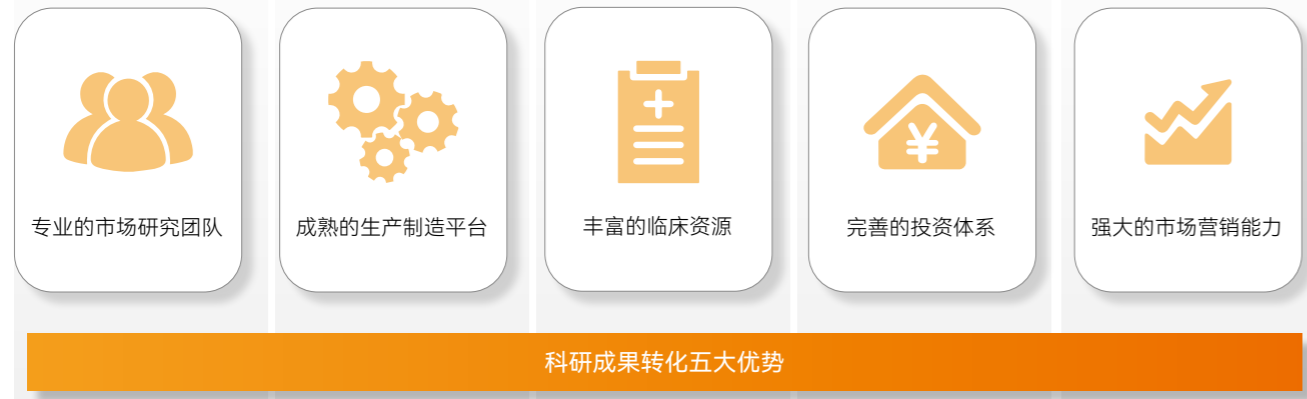 专业的市场研究团队
成熟的生产制造平台
丰富的临床资源
完善的投资体系
强大的市场营销能力
科研成果转化五大优势